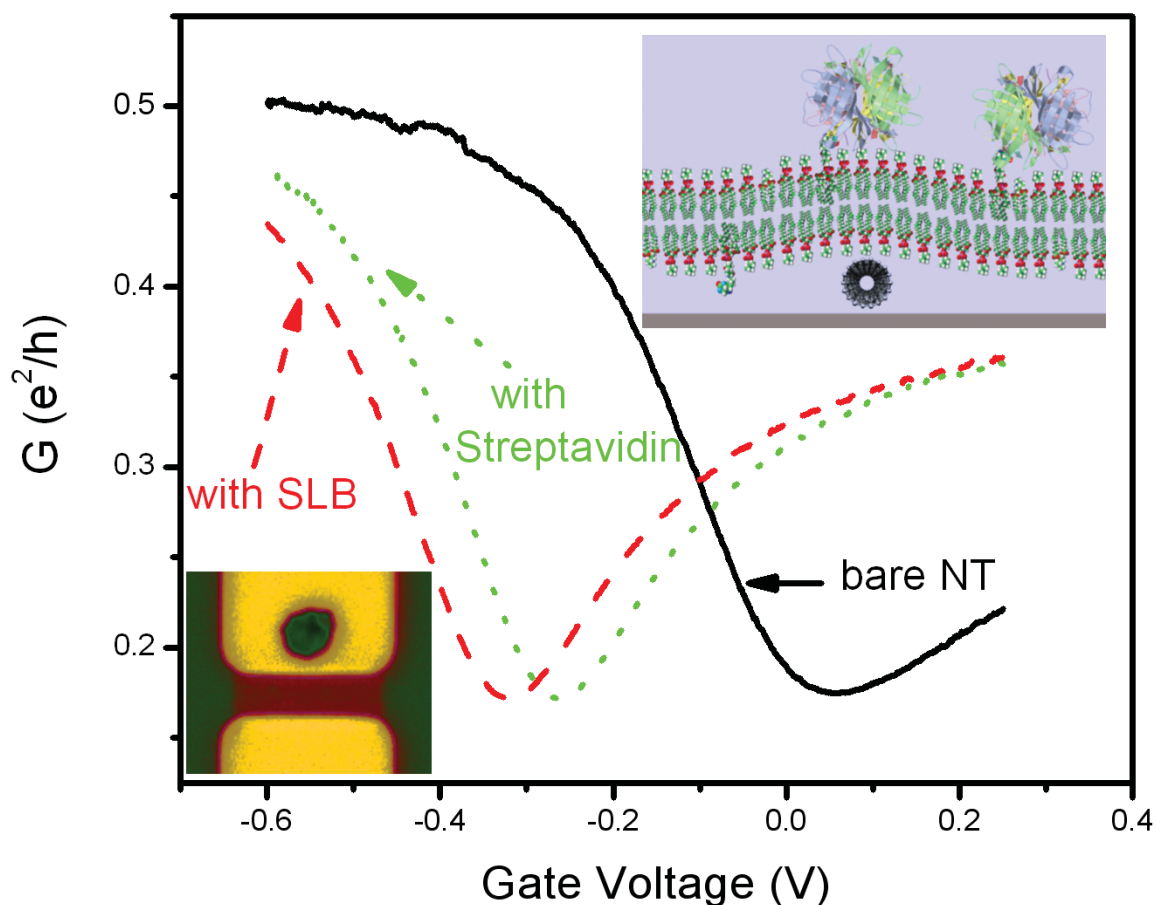 0.5
0.4
0.3
0.2
G (e²/h)
with
Streptavidin
with SLB
bare NT
-0.6
-0.4
-0.2
0.0
0.2
0.4
Gate Voltage (V)